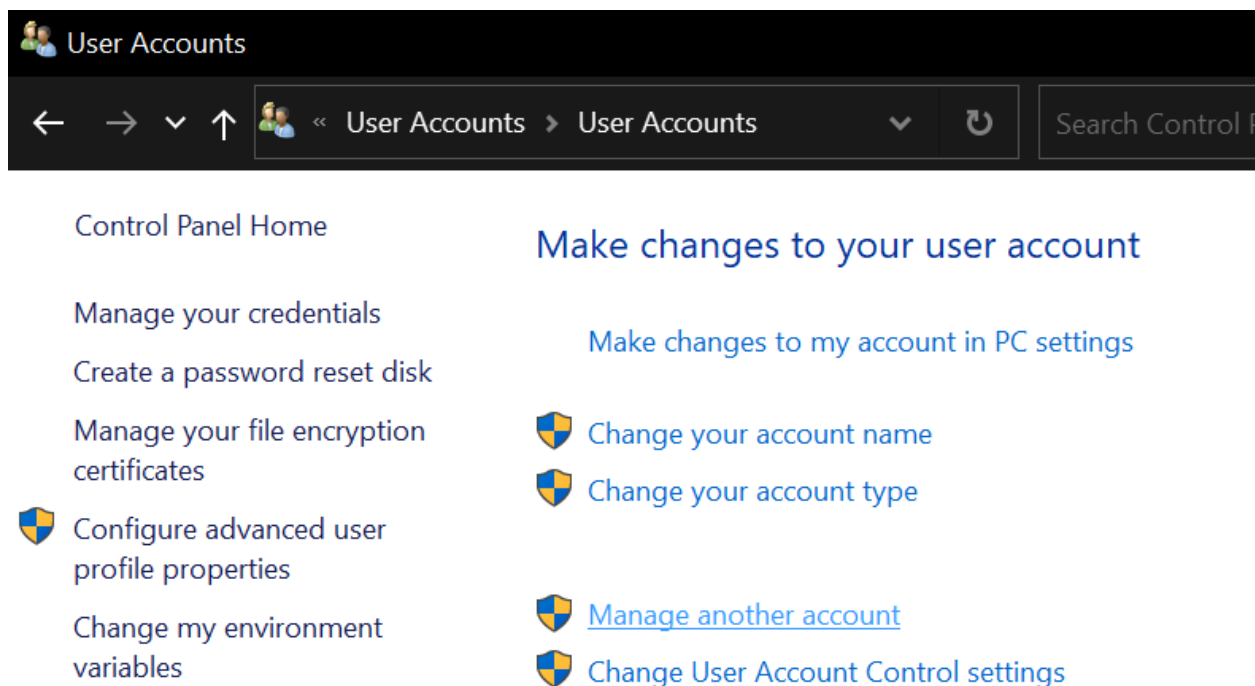 User Accounts
« User Accounts > User Accounts
Search Control
Control Panel Home
Manage your credentials
Create a password reset disk
Manage your file encryption
certificates
Configure advanced user
profile properties
Change my environment
variables
Make changes to your user account
Make changes to my account in PC settings
Change your account name
Change your account type
Manage another account
Change User Account Control settings